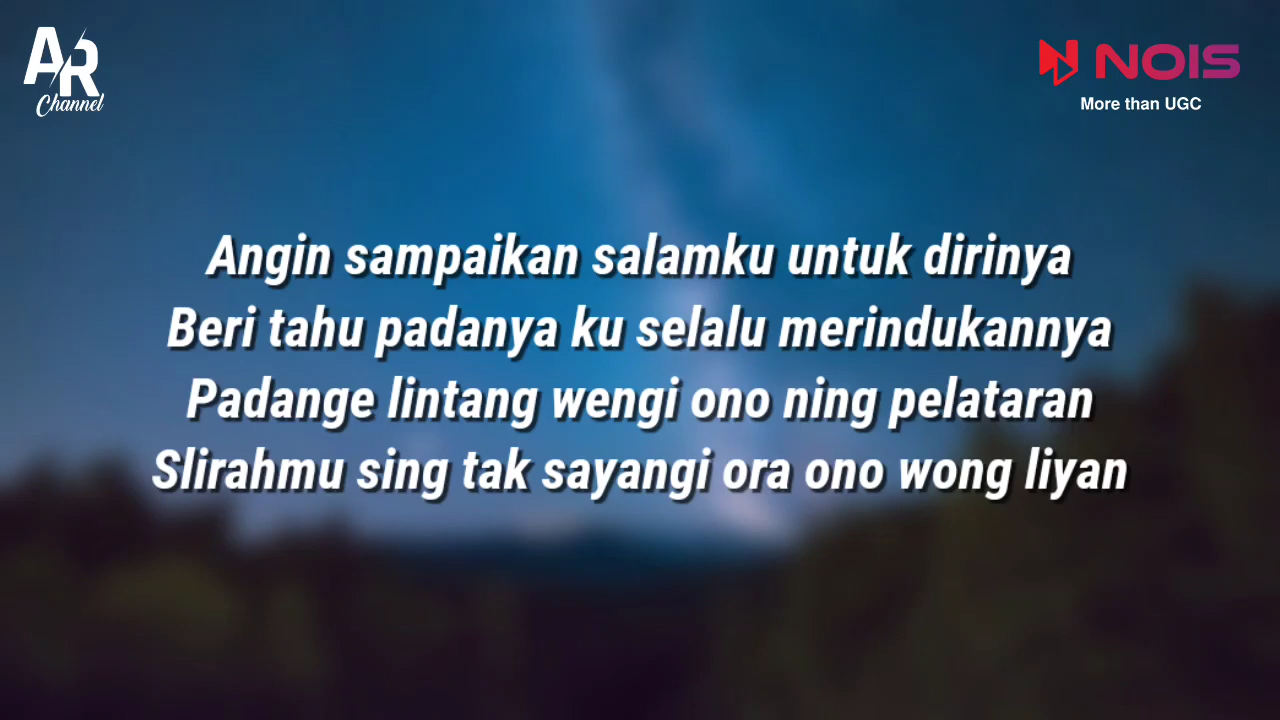 AR
Channel
NOIS
More than UGC
Angin sampaikan salamku untuk dirinya
Beri tahu padanya ku selalu merindukannya
Padange lintang wengi ono ning pelataran
Slirahmu sing tak sayangi ora ono wong liyan